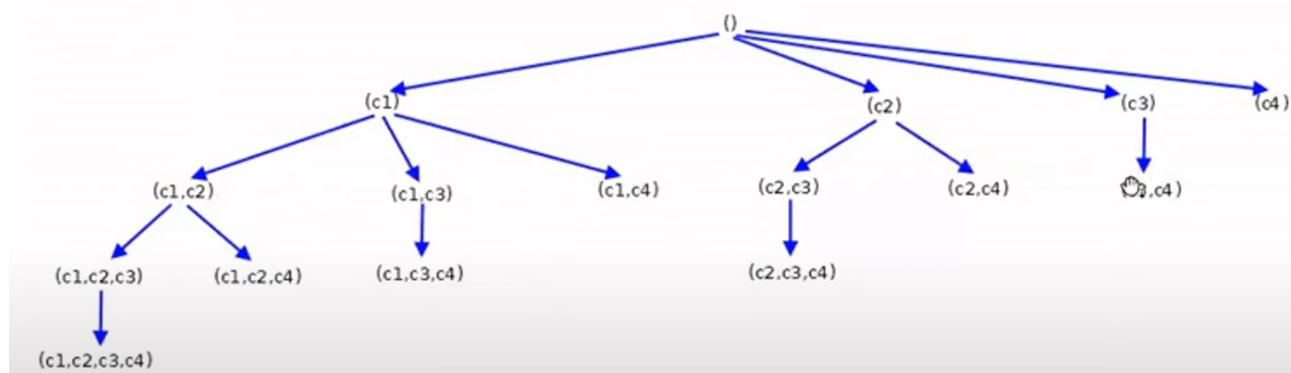 ()
(c1) (c2) (c3) (c4)
(c1,c2) (c1,c3) (c1,c4) (c2,c3) (c2,c4) 3,c4)
(c1,c2,c3) (c1,c2,c4) (c1,c3,c4) (c2,c3,c4)
(c1,c2,c3,c4)